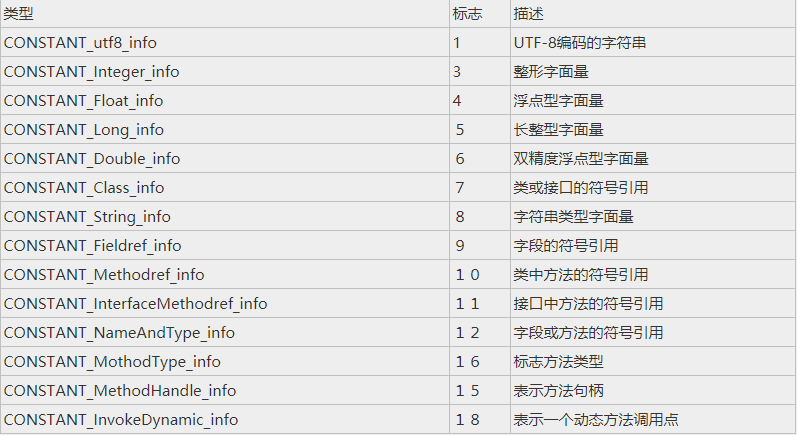 类型 标志 描述
CONSTANT_utf8_info 1 UTF-8编码的字符串
CONSTANT_Integer_info 3 整形字面量
CONSTANT_Float_info 4 浮点型字面量
CONSTANT_Long_info 5 长整型字面量
CONSTANT_Double_info 6 双精度浮点型字面量
CONSTANT_Class_info 7 类或接口的符号引用
CONSTANT_String_info 8 字符串类型字面量
CONSTANT_Fieldref_info 9 字段的符号引用
CONSTANT_Methodref_info 10 类中方法的符号引用
CONSTANT_InterfaceMethodref_info 11 接口中方法的符号引用
CONSTANT_NameAndType_info 12 字段或方法的符号引用
CONSTANT_MothodType_info 16 标志方法类型
CONSTANT_MethodHandle_info 15 表示方法句柄
CONSTANT_InvokeDynamic_info 18 表示一个动态方法调用点